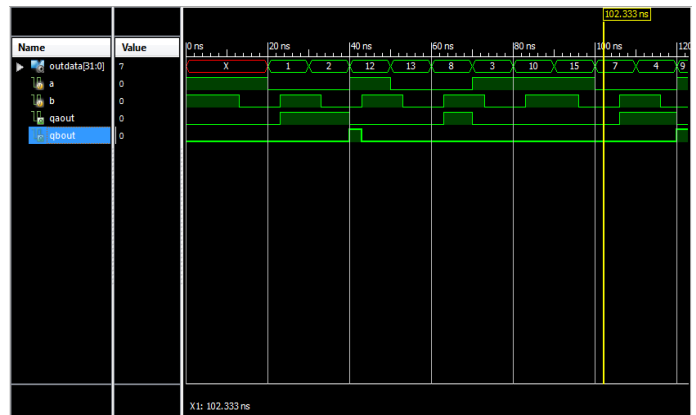 102.333 ns
Name Value
0 ns 20 ns 40 ns 60 ns 80 ns 100 ns 120
outdata[31:0] 7 X 1 2 12 13 8 3 10 15 7 4 9
a 0
b 0
qaout 0
qbout 0
X1: 102.333 ns